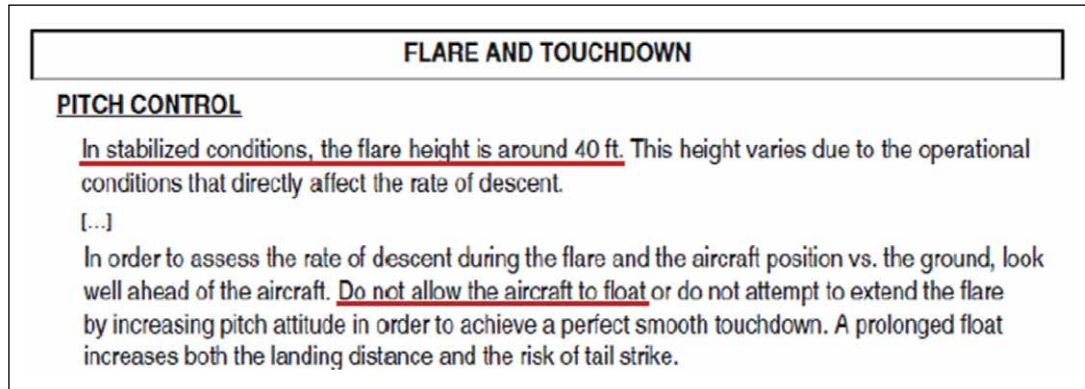 FLARE AND TOUCHDOWN
PITCH CONTROL
In stabilized conditions, the flare height is around 40 ft. This height varies due to the operational
conditions that directly affect the rate of descent.
[...]
In order to assess the rate of descent during the flare and the aircraft position vs. the ground, look
well ahead of the aircraft. Do not allow the aircraft to float or do not attempt to extend the flare
by increasing pitch attitude in order to achieve a perfect smooth touchdown. A prolonged float
increases both the landing distance and the risk of tail strike.